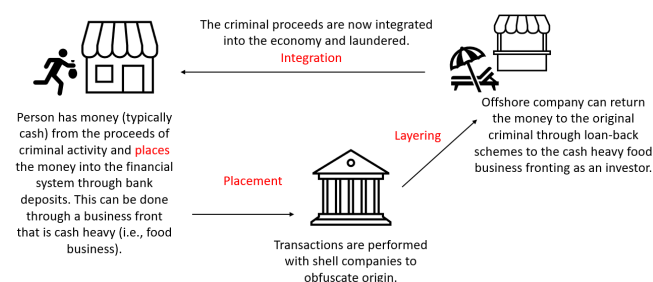 The criminal proceeds are now integrated
into the economy and laundered.
Integration
Person has money (typically
cash) from the proceeds of
criminal activity and places
the money into the financial
system through bank
deposits. This can be done
through a business front
that is cash heavy (i.e., food
business).
Placement
Transactions are performed
with shell companies to
obfuscate origin.
Layering
Offshore company can return
the money to the original
criminal through loan-back
schemes to the cash heavy food
business fronting as an investor.